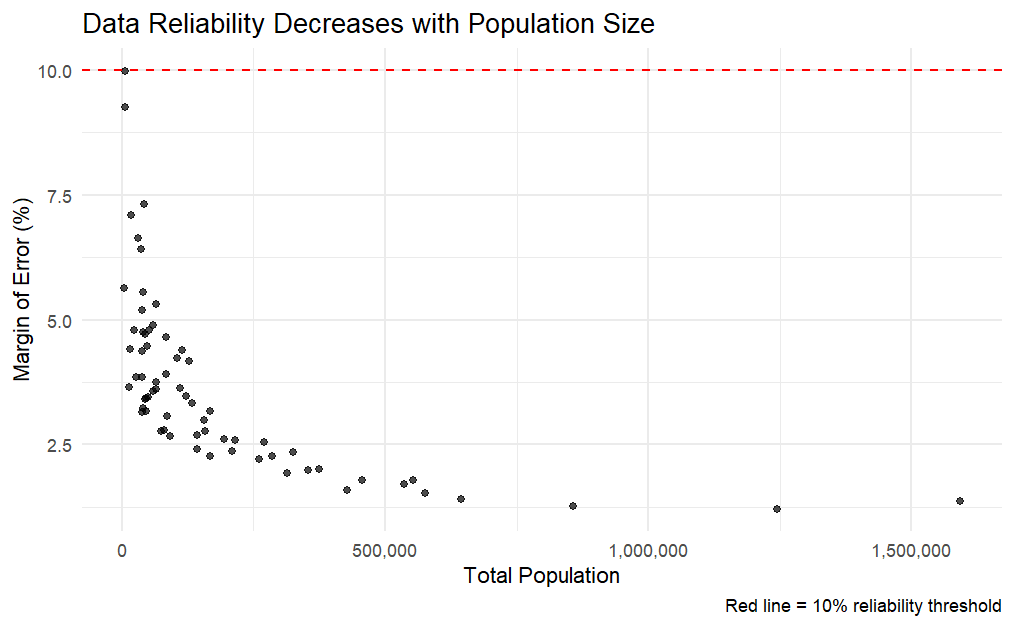 Data Reliability Decreases with Population Size
Margin of Error (%)
10.0
7.5
5.0
2.5
0
500,000
1,000,000
1,500,000
Total Population
Red line = 10% reliability threshold